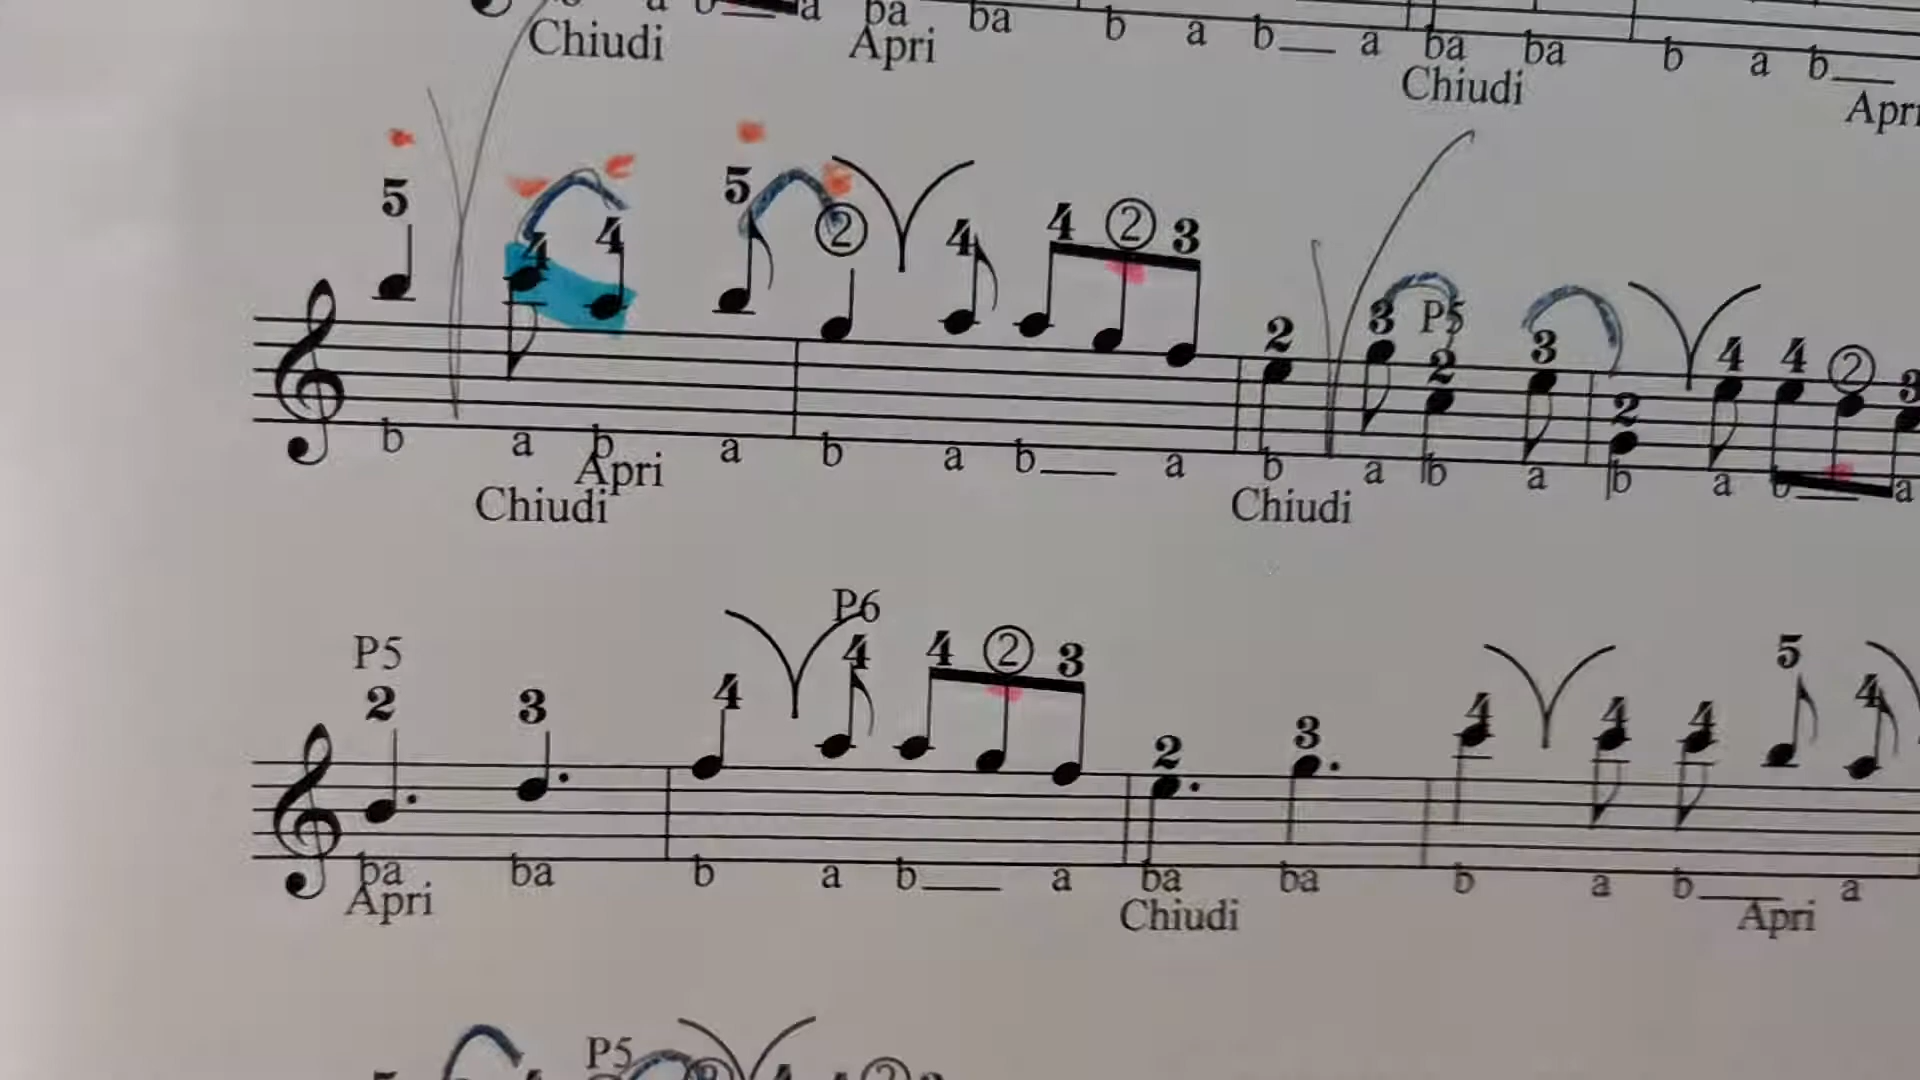 a b a ba ba b a b a ba ba b a b
Chiudi Apri Chiudi Apri
5 4 4 5 ② 4 4 ② 3 2 3 P5 2 3 2 4 4 ② 3
b a b a b a b a b a b a b a b a
Apri
Chiudi Chiudi
P5 P6
2 3 4 4 4 ② 3 2 3 4 4 4 5 4
ba ba b a b a ba ba b a b a
Apri Chiudi Apri
P5